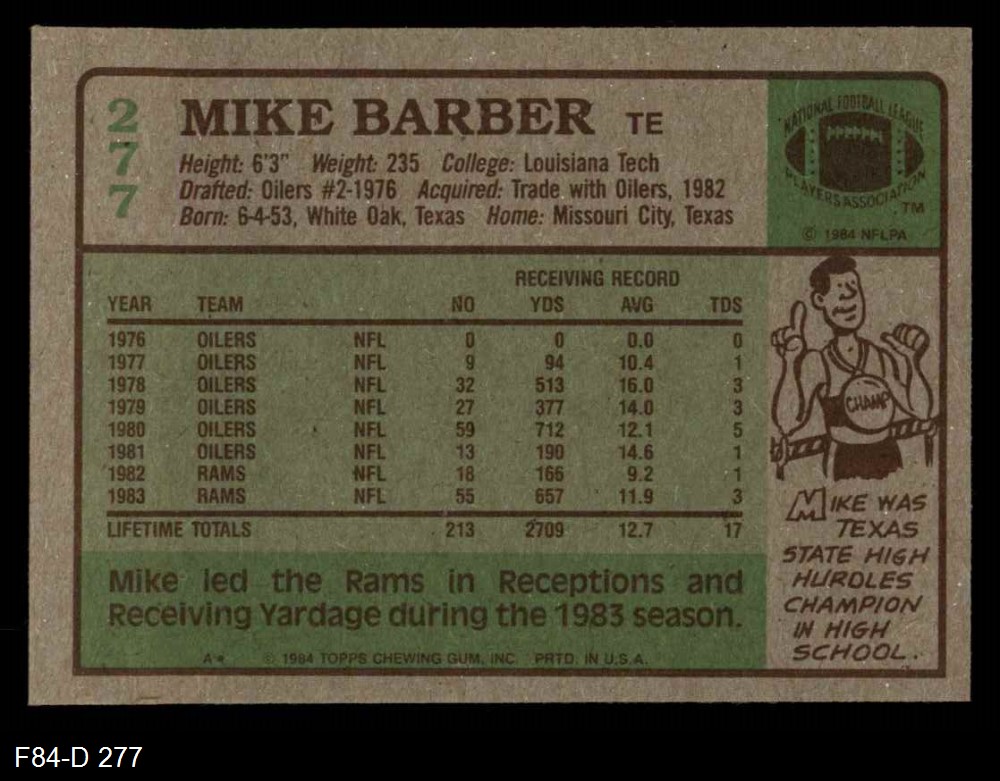 277
MIKE BARBER TE
Height: 6'3" Weight: 235 College: Louisiana Tech
Drafted: Oilers #2-1976 Acquired: Trade with Oilers, 1982
Born: 6-4-53, White Oak, Texas Home: Missouri City, Texas
NATIONAL FOOTBALL LEAGUE
PLAYERS ASSOCIATION
TM
© 1984 NFLPA
RECEIVING RECORD
YEAR TEAM NO YDS AVG TDS
1976 OILERS NFL 0 0 0.0 0
1977 OILERS NFL 9 94 10.4 1
1978 OILERS NFL 32 513 16.0 3
1979 OILERS NFL 27 377 14.0 3
1980 OILERS NFL 59 712 12.1 5
1981 OILERS NFL 13 190 14.6 1
1982 RAMS NFL 18 166 9.2 1
1983 RAMS NFL 55 657 11.9 3
LIFETIME TOTALS 213 2709 12.7 17
Mike led the Rams in Receptions and
Receiving Yardage during the 1983 season.
A* © 1984 TOPPS CHEWING GUM, INC. PRTD. IN U.S.A.
CHAMP
MIKE WAS
TEXAS
STATE HIGH
HURDLES
CHAMPION
IN HIGH
SCHOOL.
F84-D 277